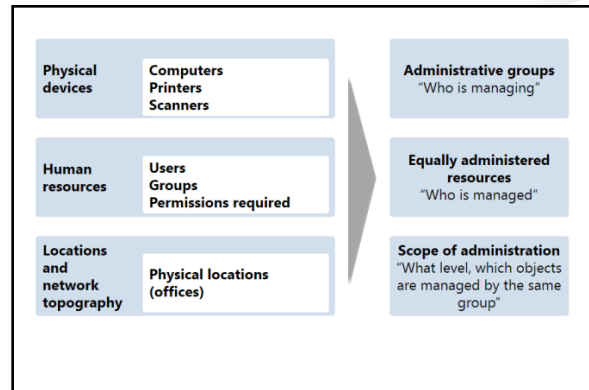 Physical
devices
Computers
Printers
Scanners
Administrative groups
“Who is managing”
Human
resources
Users
Groups
Permissions required
Equally administered
resources
“Who is managed”
Locations
and
network
topography
Physical locations
(offices)
Scope of administration
“What level, which objects
are managed by the same
group”